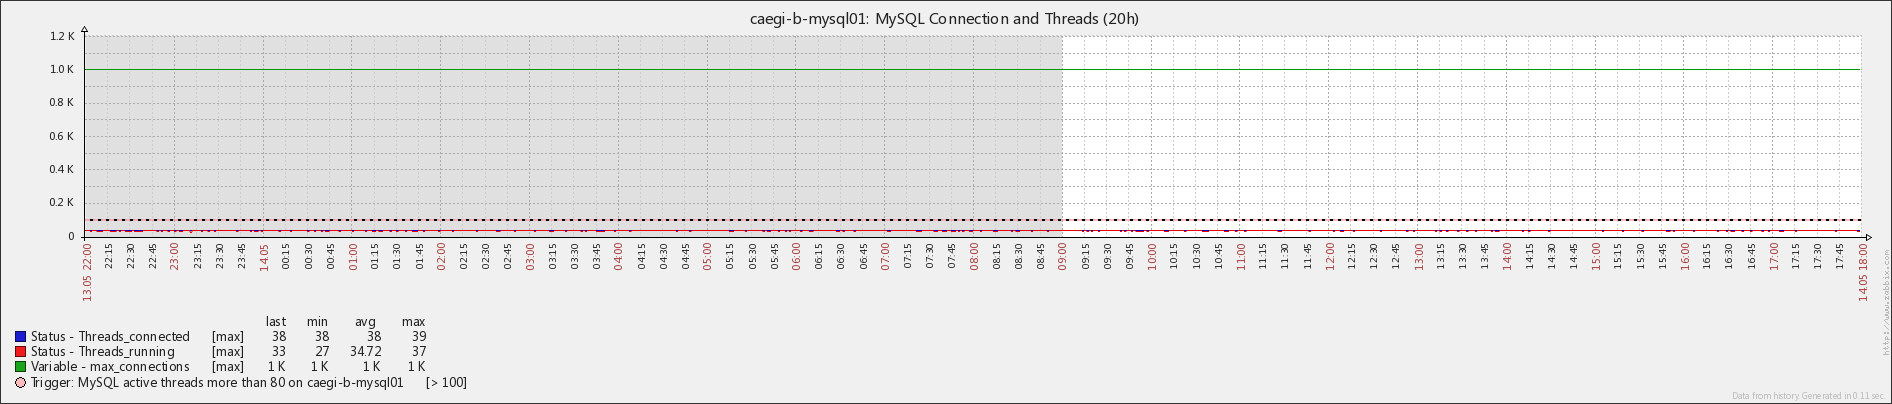 caegi-b-mysql01: MySQL Connection and Threads (20h)
1.2 K
1.0 K
0.8 K
0.6 K
0.4 K
0.2 K
0
13.05 22:00 22:15 22:30 22:45 23:00 23:15 23:30 23:45 14.05 00:15 00:30 00:45 01:00 01:15 01:30 01:45 02:00 02:15 02:30 02:45 03:00 03:15 03:30 03:45 04:00 04:15 04:30 04:45 05:00 05:15 05:30 05:45 06:00 06:15 06:30 06:45 07:00 07:15 07:30 07:45 08:00 08:15 08:30 08:45 09:00 09:15 09:30 09:45 10:00 10:15 10:30 10:45 11:00 11:15 11:30 11:45 12:00 12:15 12:30 12:45 13:00 13:15 13:30 13:45 14:00 14:15 14:30 14:45 15:00 15:15 15:30 15:45 16:00 16:15 16:30 16:45 17:00 17:15 17:30 17:45 14.05 18:00
last min avg max
Status - Threads_connected [max] 38 38 38 39
Status - Threads_running [max] 33 27 34.72 37
Variable - max_connections [max] 1 K 1 K 1 K 1 K
Trigger: MySQL active threads more than 80 on caegi-b-mysql01 [> 100]
http://www.zabbix.com
Data from history. Generated in 0.11 sec.